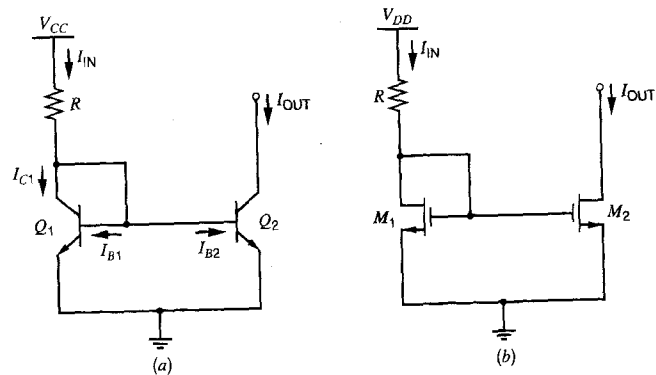 V_CC
I_IN
R
I_C1
Q_1
I_B1
I_B2
Q_2
I_OUT
(a)
V_DD
I_IN
R
M_1
M_2
I_OUT
(b)